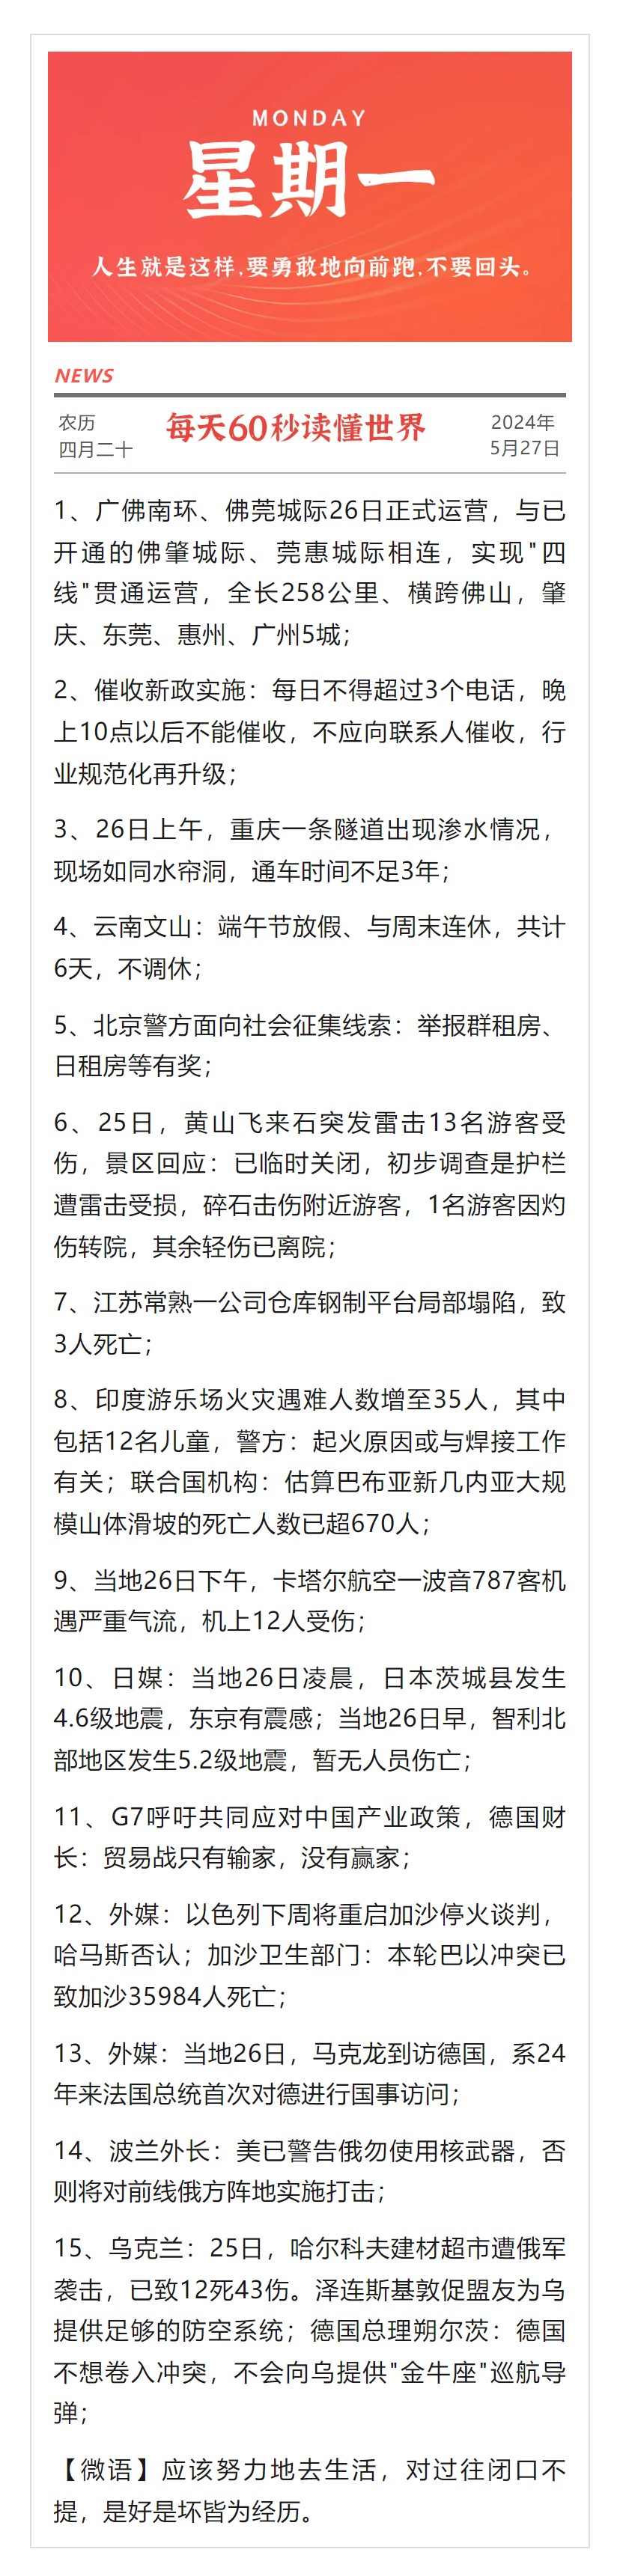 MONDAY
星期一
人生就是这样,要勇敢地向前跑,不要回头。
NEWS
农历
四月二十
每天60秒读懂世界
2024年
5月27日
1、广佛南环、佛莞城际26日正式运营，与已
开通的佛肇城际、莞惠城际相连，实现"四
线"贯通运营，全长258公里、横跨佛山，肇
庆、东莞、惠州、广州5城；
2、催收新政实施：每日不得超过3个电话，晚
上10点以后不能催收，不应向联系人催收，行
业规范化再升级；
3、26日上午，重庆一条隧道出现渗水情况，
现场如同水帘洞，通车时间不足3年；
4、云南文山：端午节放假、与周末连休，共计
6天，不调休；
5、北京警方面向社会征集线索：举报群租房、
日租房等有奖；
6、25日，黄山飞来石突发雷击13名游客受
伤，景区回应：已临时关闭，初步调查是护栏
遭雷击受损，碎石击伤附近游客，1名游客因灼
伤转院，其余轻伤已离院；
7、江苏常熟一公司仓库钢制平台局部塌陷，致
3人死亡；
8、印度游乐场火灾遇难人数增至35人，其中
包括12名儿童，警方：起火原因或与焊接工作
有关；联合国机构：估算巴布亚新几内亚大规
模山体滑坡的死亡人数已超670人；
9、当地26日下午，卡塔尔航空一波音787客机
遇严重气流，机上12人受伤；
10、日媒：当地26日凌晨，日本茨城县发生
4.6级地震，东京有震感；当地26日早，智利北
部地区发生5.2级地震，暂无人员伤亡；
11、G7呼吁共同应对中国产业政策，德国财
长：贸易战只有输家，没有赢家；
12、外媒：以色列下周将重启加沙停火谈判，
哈马斯否认；加沙卫生部门：本轮巴以冲突已
致加沙35984人死亡；
13、外媒：当地26日，马克龙到访德国，系24
年来法国总统首次对德进行国事访问；
14、波兰外长：美已警告俄勿使用核武器，否
则将对前线俄方阵地实施打击；
15、乌克兰：25日，哈尔科夫建材超市遭俄军
袭击，已致12死43伤。泽连斯基敦促盟友为乌
提供足够的防空系统；德国总理朔尔茨：德国
不想卷入冲突，不会向乌提供"金牛座"巡航导
弹；
【微语】应该努力地去生活，对过往闭口不
提，是好是坏皆为经历。